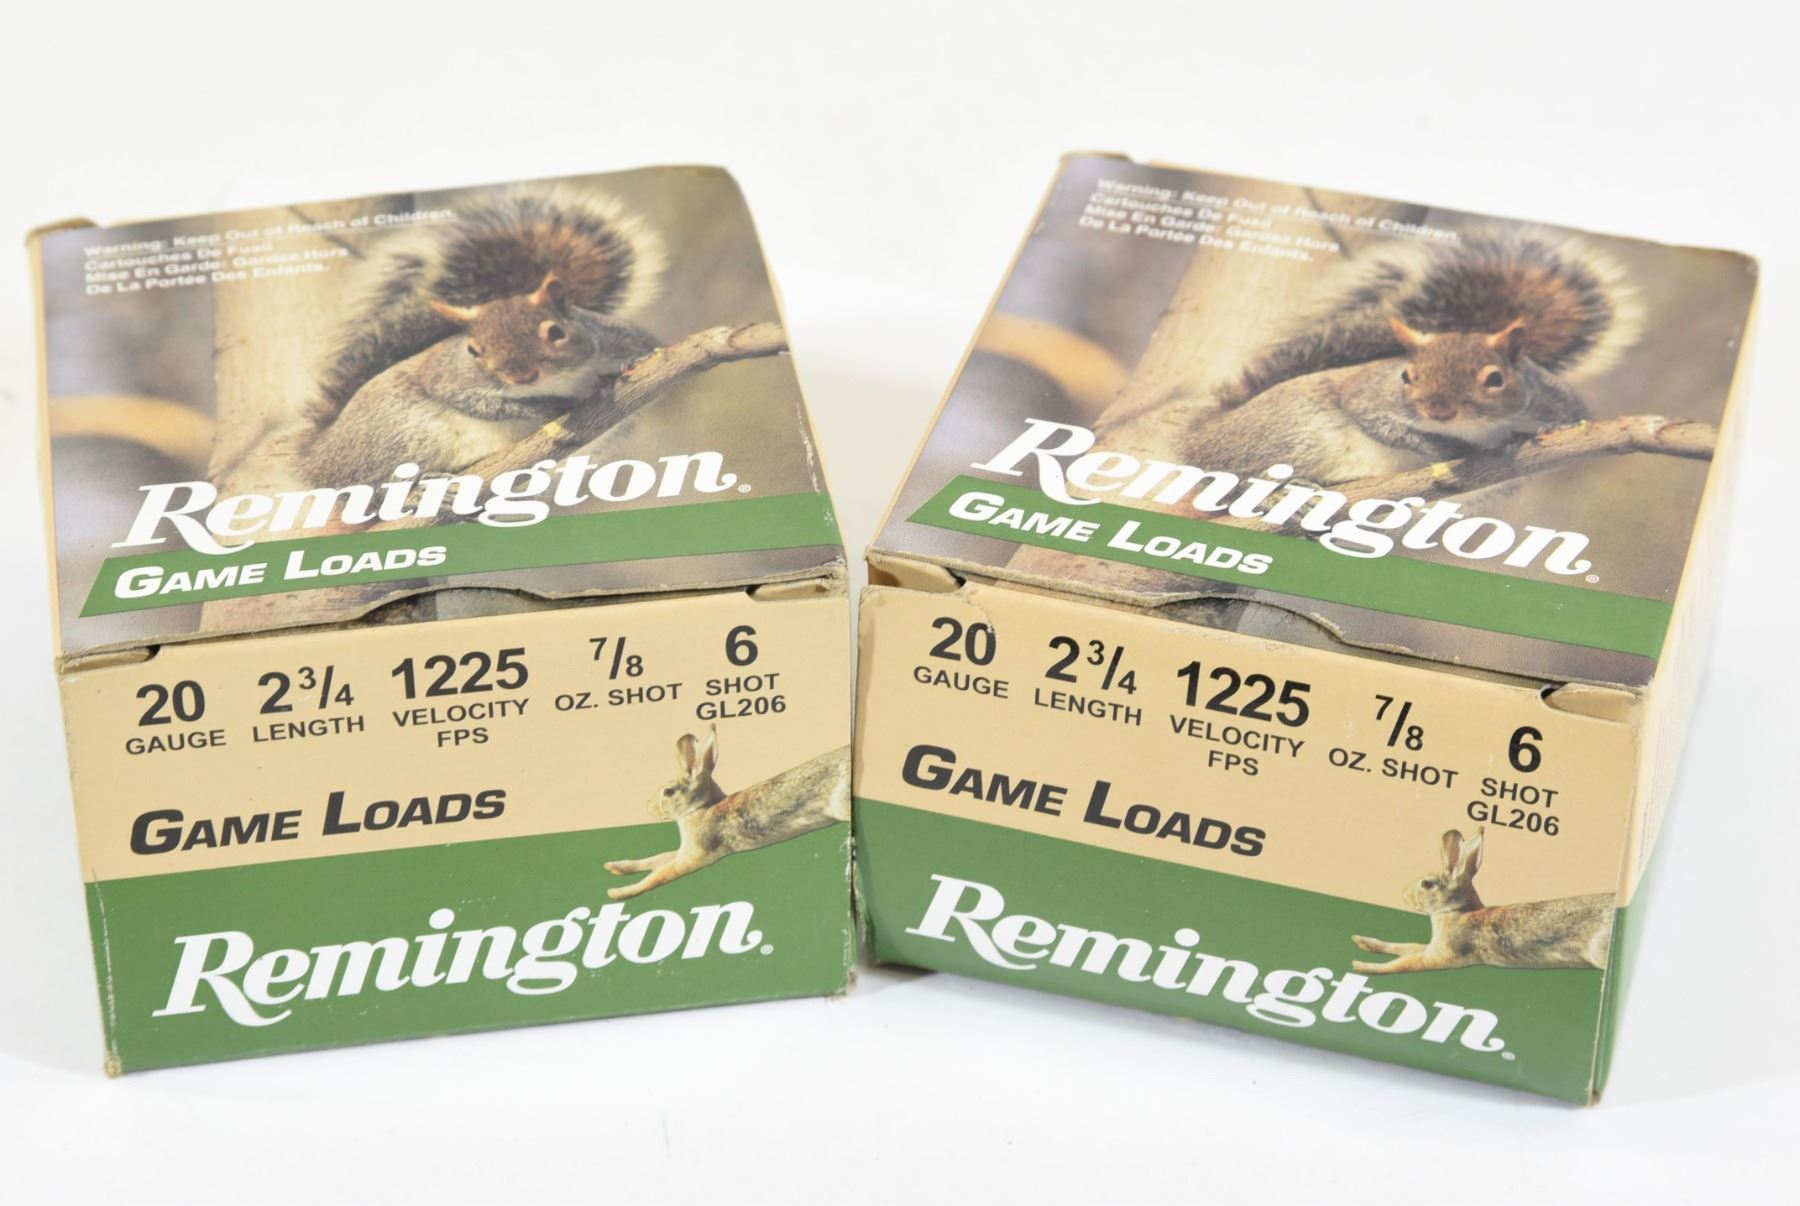 Warning: Keep Out of Reach of Children.
Cartouches De Fusil
Mise En Garde: Gardez Hors
De La Portée Des Enfants.
Remington®
GAME LOADS
20 GAUGE 2 3/4 LENGTH 1225 VELOCITY FPS 7/8 OZ. SHOT 6 SHOT GL206
GAME LOADS
Remington®
Warning: Keep Out of Reach of Children.
Cartouches De Fusil
Mise En Garde: Gardez Hors
De La Portée Des Enfants.
Remington®
GAME LOADS
20 GAUGE 2 3/4 LENGTH 1225 VELOCITY FPS 7/8 OZ. SHOT 6 SHOT GL206
GAME LOADS
Remington®